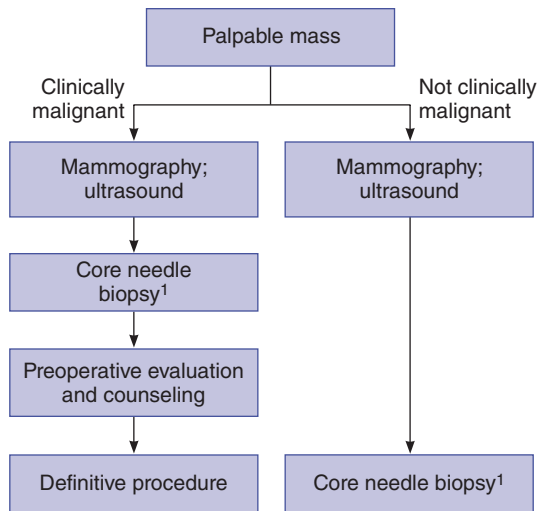 Palpable mass
Clinically
malignant
Not clinically
malignant
Mammography;
ultrasound
Mammography;
ultrasound
Core needle
biopsy¹
Preoperative evaluation
and counseling
Definitive procedure
Core needle biopsy¹